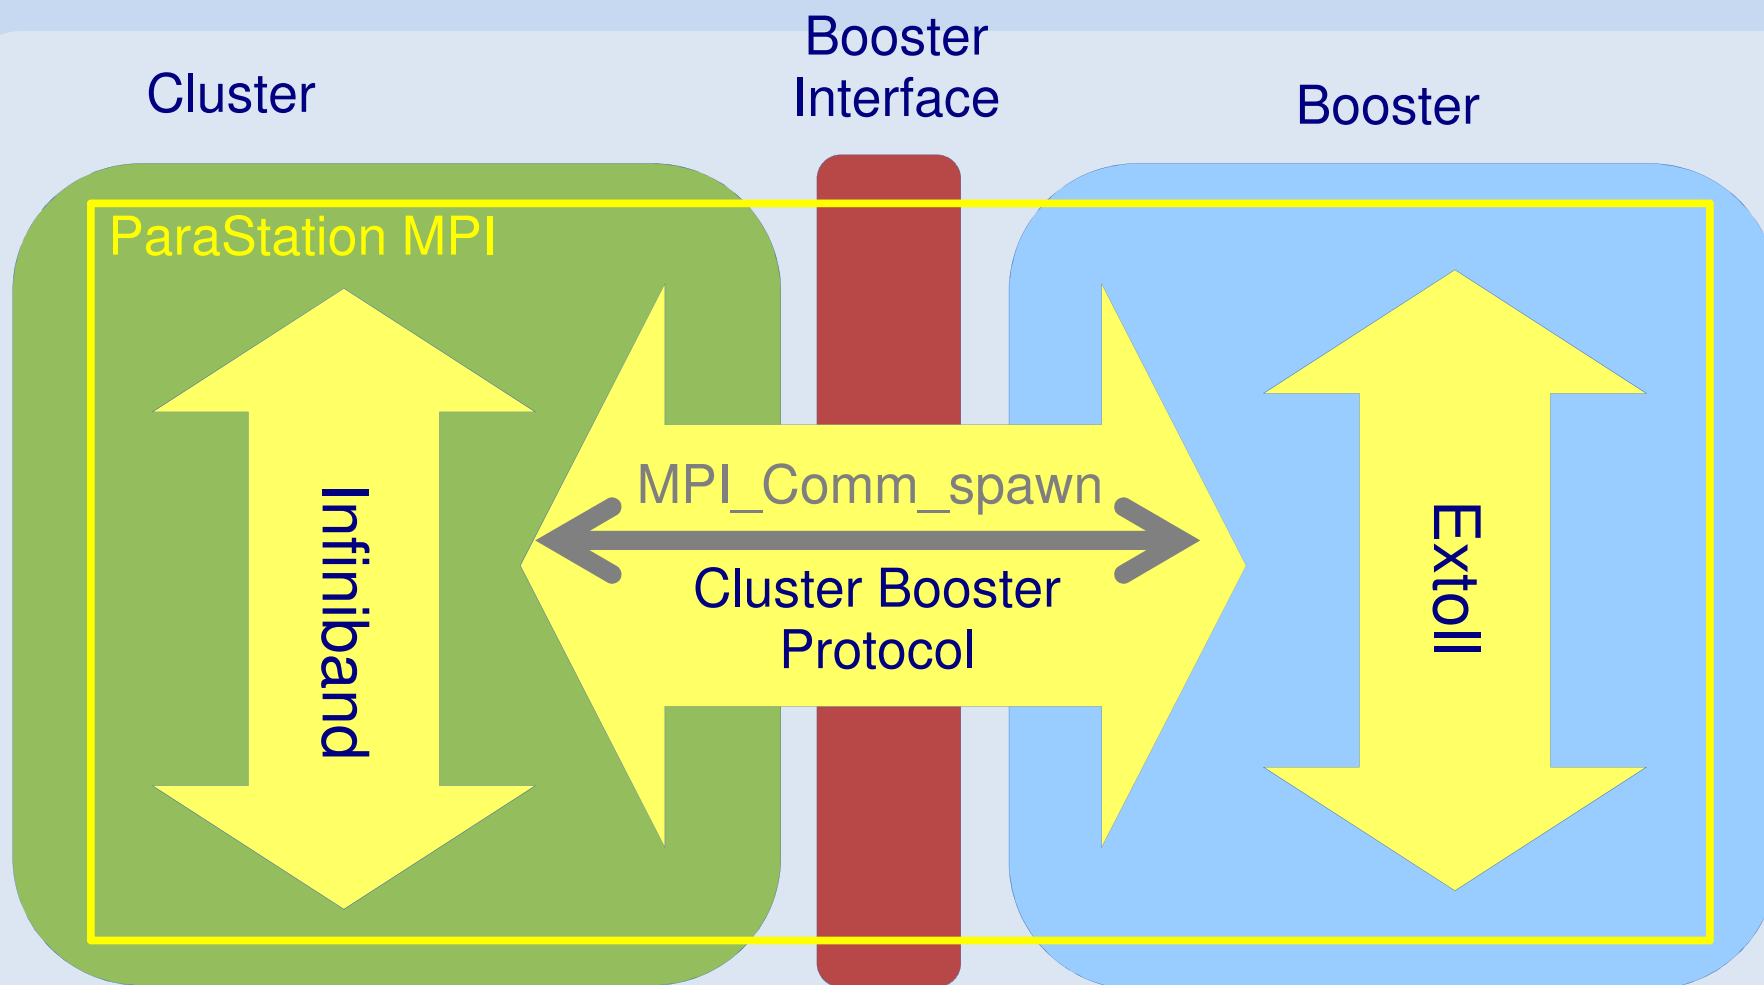 Cluster
Booster
Interface
Booster
ParaStation MPI
Infiniband
MPI_Comm_spawn
Cluster Booster
Protocol
Extoll